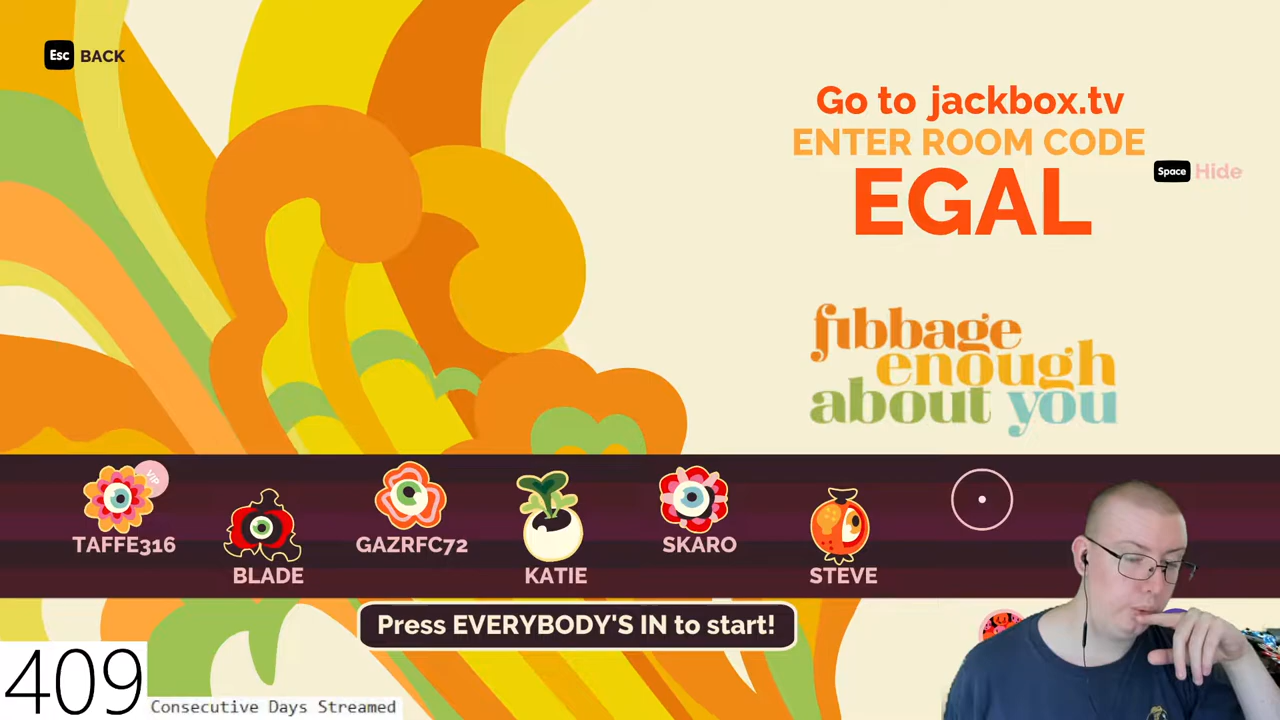 Esc BACK
Go to jackbox.tv
ENTER ROOM CODE
EGAL
Space Hide
fibbage
enough
about you
VIP
TAFFE316
BLADE
GAZRFC72
KATIE
SKARO
STEVE
Press EVERYBODY'S IN to start!
409
Consecutive Days Streamed